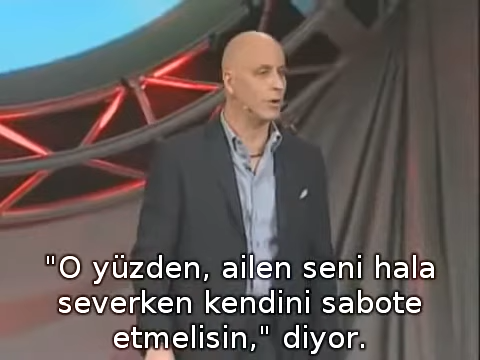 "O yüzden, ailen seni hala
severken kendini sabote
etmelisin," diyor.